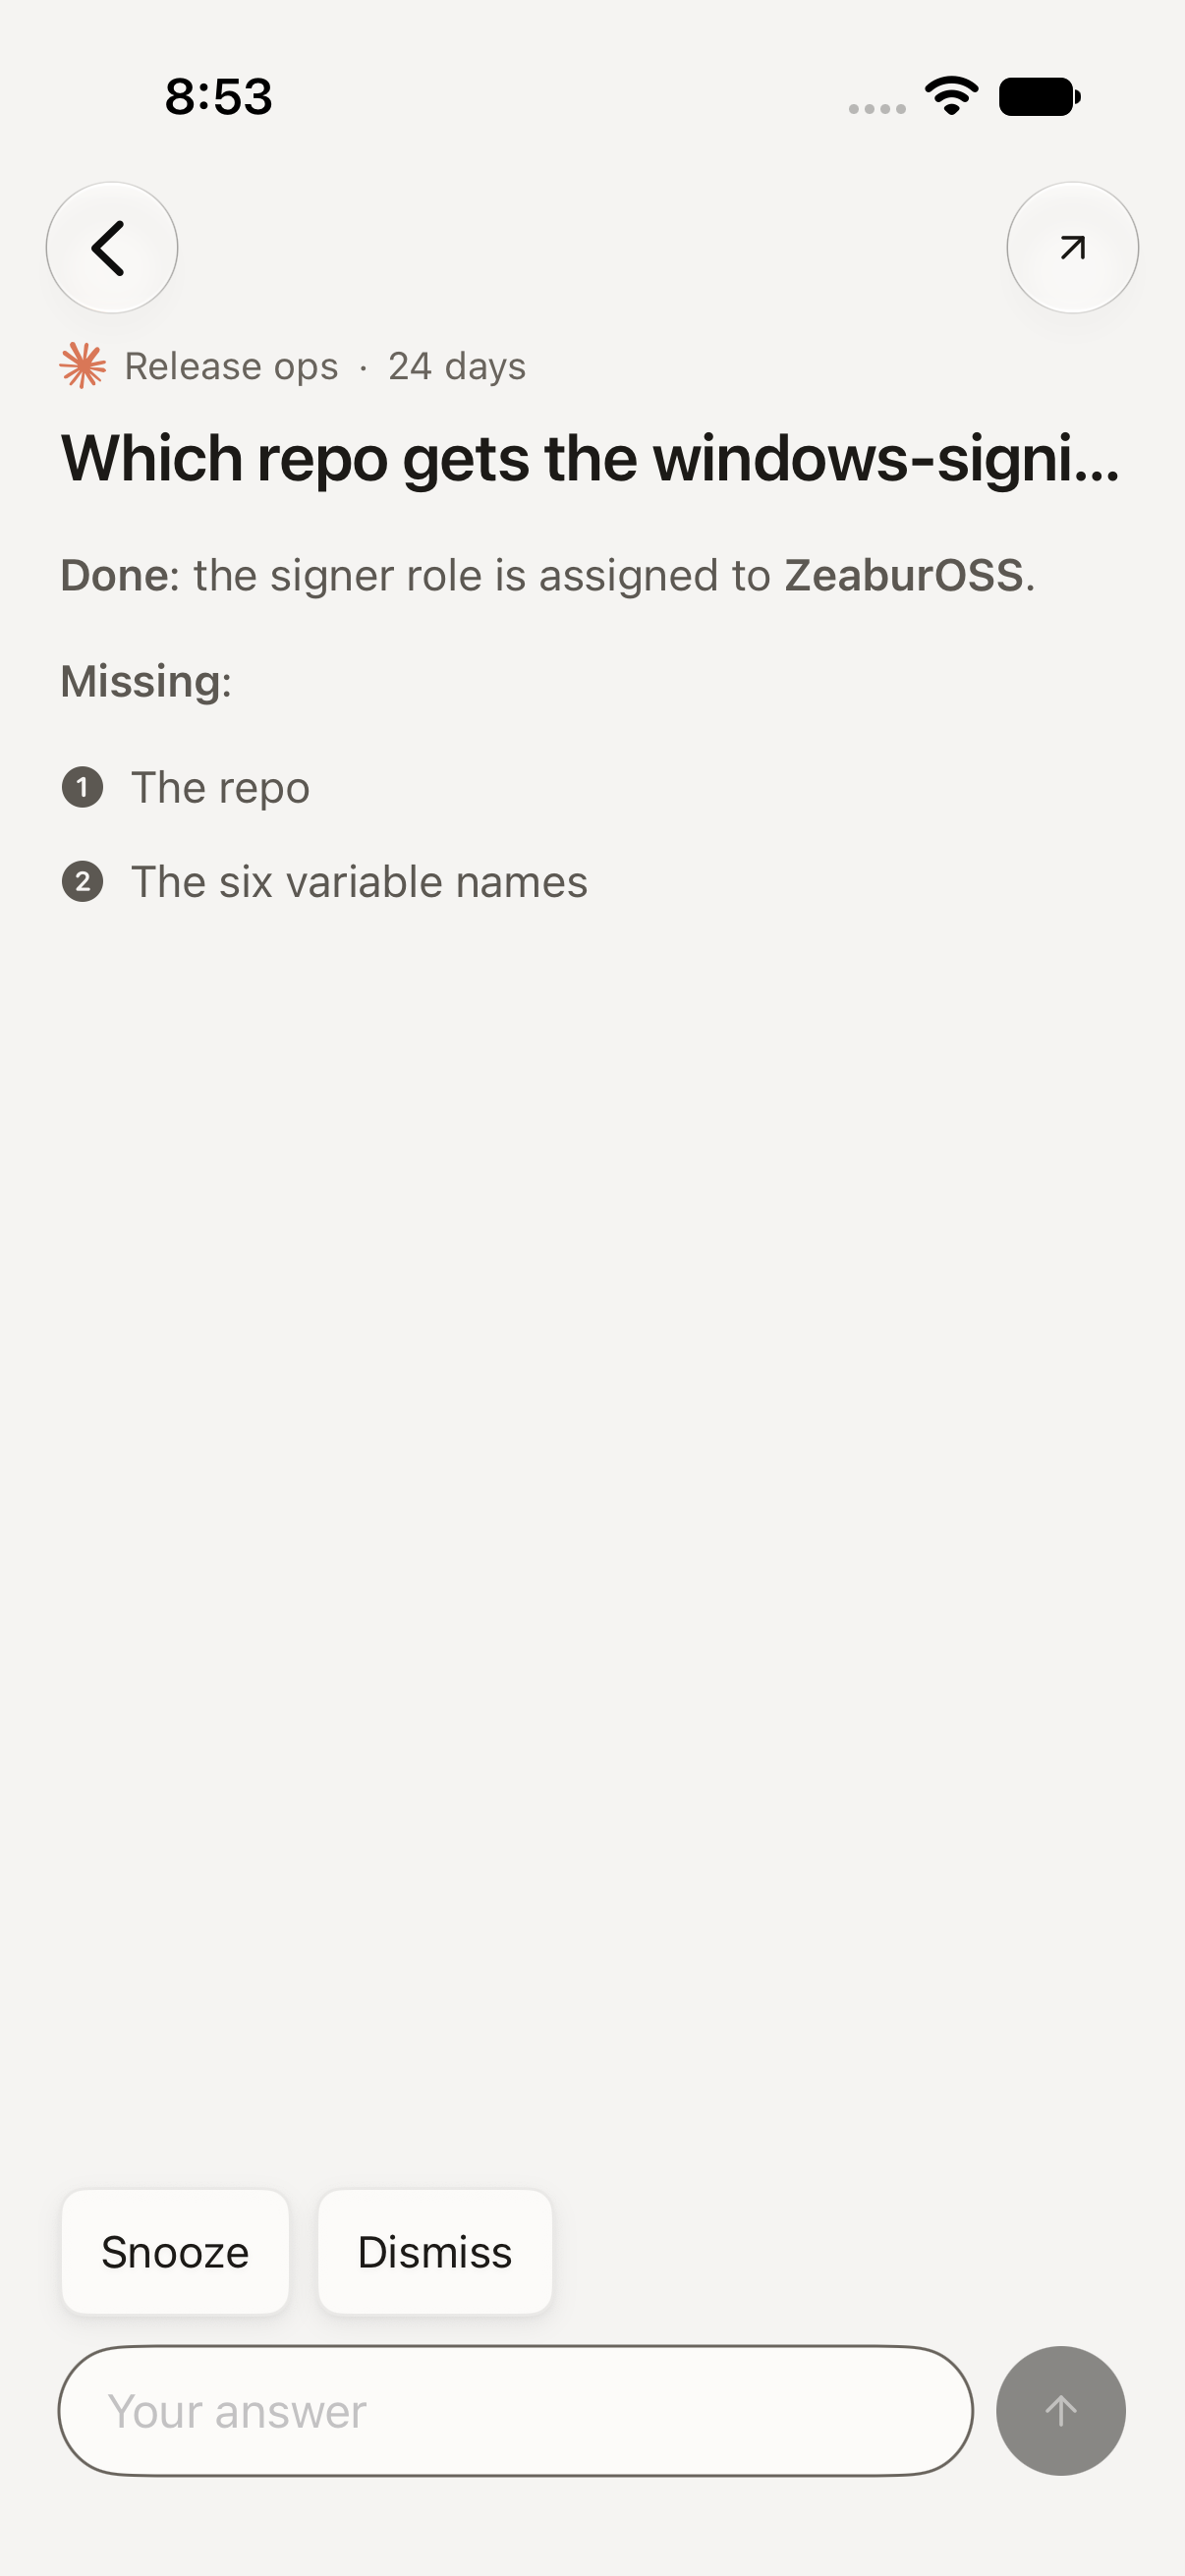 8:53
Release ops · 24 days
Which repo gets the windows-signi...
Done: the signer role is assigned to ZeaburOSS.
Missing:
1 The repo
2 The six variable names
Snooze Dismiss
Your answer